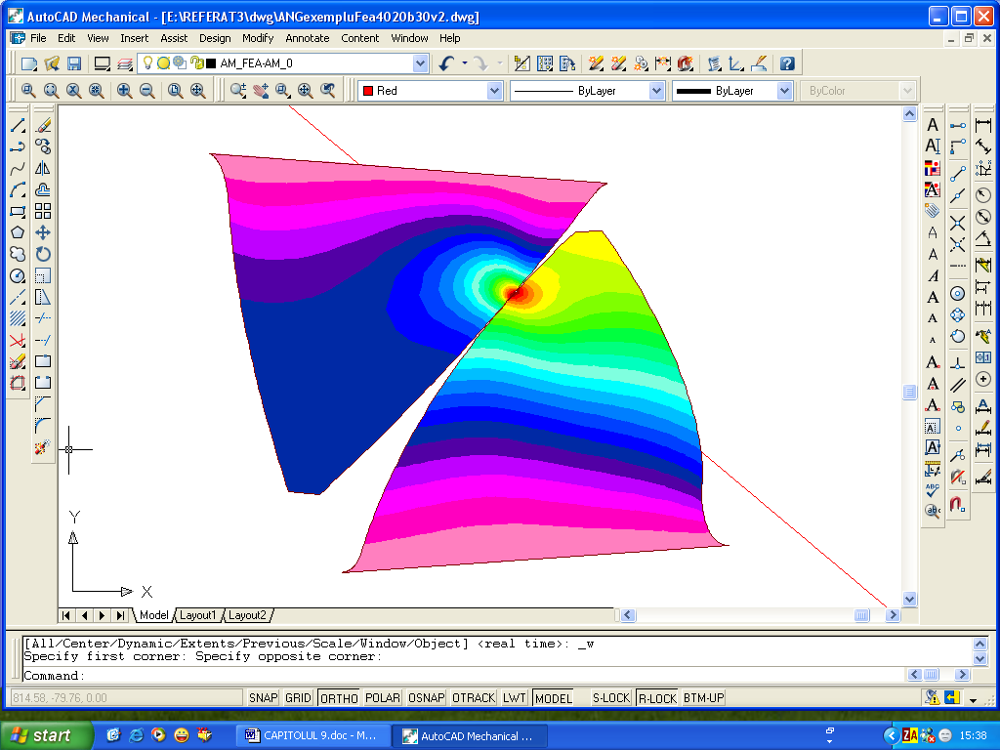 AutoCAD Mechanical - [E:\REFERAT3\dwg\ANGexempluFea4020b30v2.dwg]
File Edit View Insert Assist Design Modify Annotate Content Window Help
AM_FEA-AM_0
Red ByLayer ByLayer ByColor
Y
X
Model Layout1 Layout2
[All/Center/Dynamic/Extents/Previous/Scale/Window/Object] <real time>: _w
Specify first corner: Specify opposite corner:
Command:
814.58, -79.76, 0.00 SNAP GRID ORTHO POLAR OSNAP OTRACK LWT MODEL S-LOCK R-LOCK BTM-UP
start CAPITOLUL 9.doc - M... AutoCAD Mechanical ... ZA 15:38